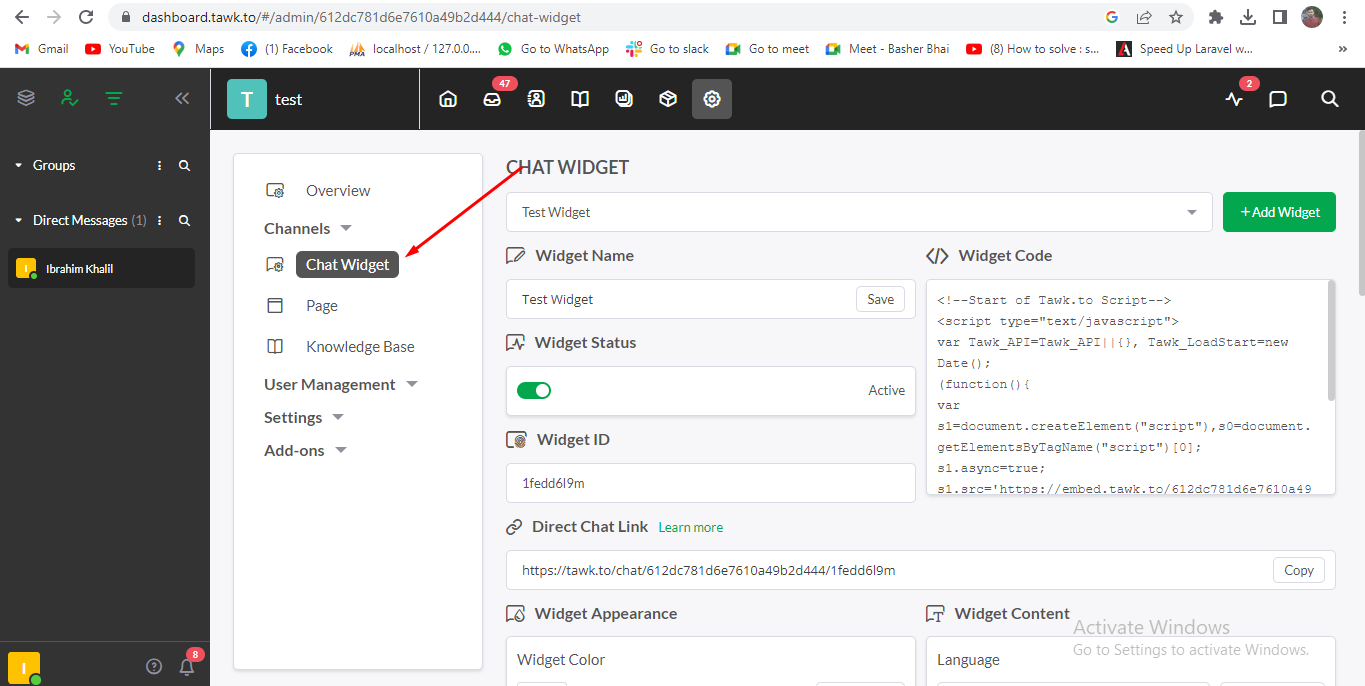 dashboard.tawk.to/#/admin/612dc781d6e7610a49b2d444/chat-widget
Gmail
YouTube
Maps
(1) Facebook
localhost / 127.0.0....
Go to WhatsApp
Go to slack
Go to meet
Meet - Basher Bhai
(8) How to solve : s...
Speed Up Laravel w...
»
T
test
47
2
Groups
Direct Messages (1)
I
Ibrahim Khalil
Overview
Channels
Chat Widget
Page
Knowledge Base
User Management
Settings
Add-ons
CHAT WIDGET
Test Widget
+Add Widget
Widget Name
Test Widget
Save
Widget Status
Active
Widget ID
1fedd6l9m
Widget Code
<!--Start of Tawk.to Script-->
<script type="text/javascript">
var Tawk_API=Tawk_API||{}, Tawk_LoadStart=new
Date();
(function(){
var
s1=document.createElement("script"),s0=document.
getElementsByTagName("script")[0];
s1.async=true;
s1.src='https://embed.tawk.to/612dc781d6e7610a49
Direct Chat Link Learn more
https://tawk.to/chat/612dc781d6e7610a49b2d444/1fedd6l9m
Copy
Widget Appearance
Widget Color
Widget Content
Language
Activate Windows
Go to Settings to activate Windows.
I
8